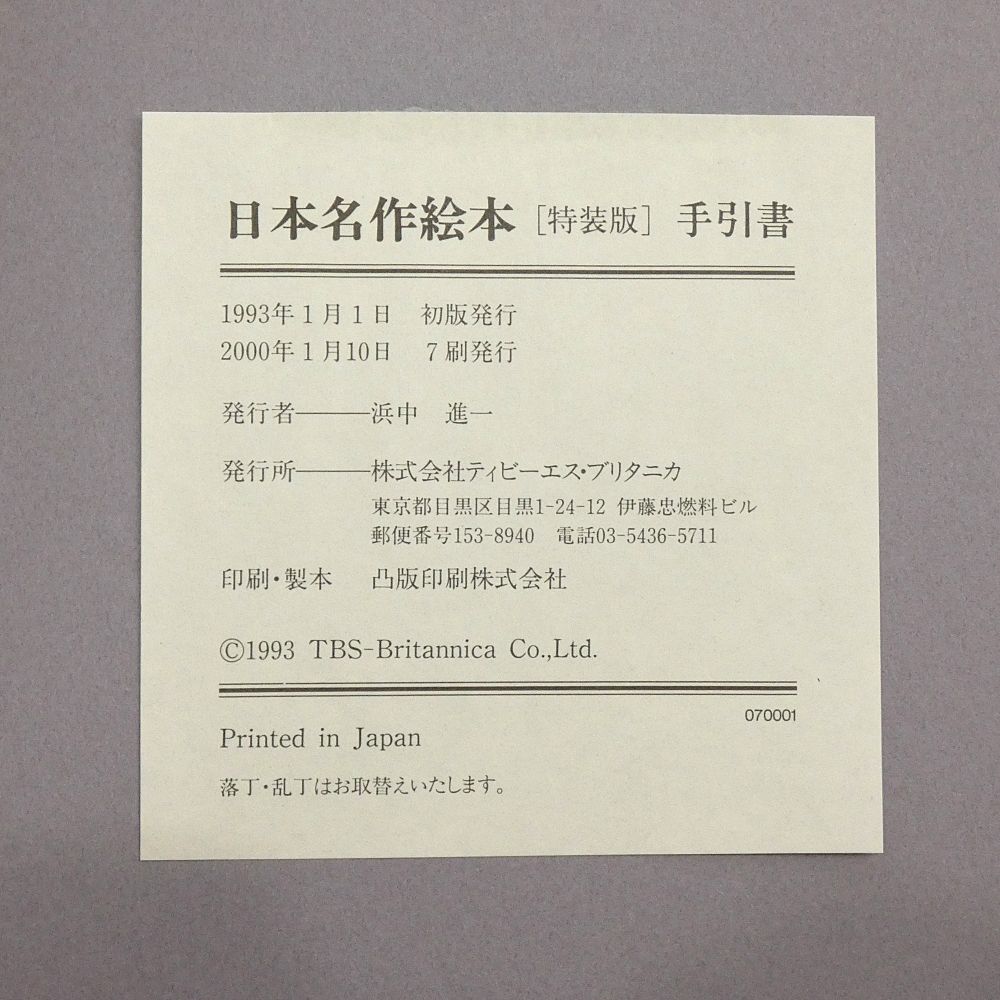 日本名作絵本［特装版］ 手引書
1993年1月1日　初版発行
2000年1月10日　7刷発行
発行者———浜中　進一
発行所———株式会社ティビーエス・ブリタニカ
東京都目黒区目黒1-24-12 伊藤忠燃料ビル
郵便番号153-8940　電話03-5436-5711
印刷・製本　凸版印刷株式会社
©1993 TBS-Britannica Co.,Ltd.
070001
Printed in Japan
落丁・乱丁はお取替えいたします。